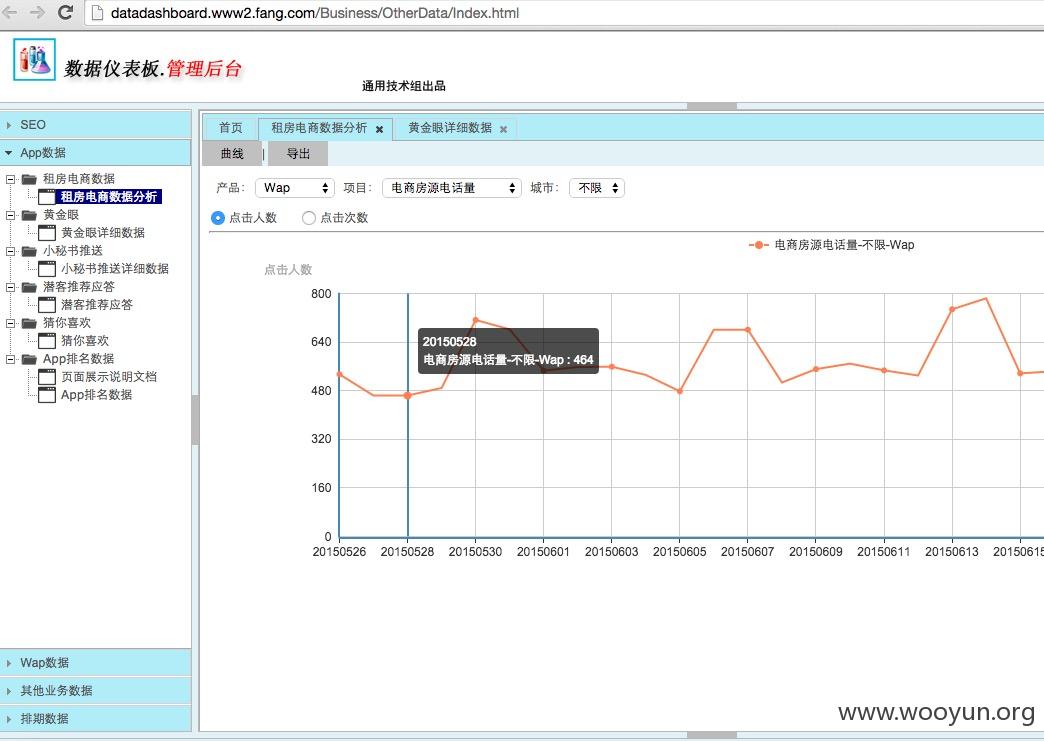 datadashboard.www2.fang.com/Business/OtherData/Index.html
数据仪表板.管理后台
通用技术组出品
SEO
App数据
租房电商数据
租房电商数据分析
黄金眼
黄金眼详细数据
小秘书推送
小秘书推送详细数据
潜客推荐应答
潜客推荐应答
猜你喜欢
猜你喜欢
App排名数据
页面展示说明文档
App排名数据
Wap数据
其他业务数据
排期数据
首页 租房电商数据分析 × 黄金眼详细数据 ×
曲线 | 导出
产品: Wap 项目: 电商房源电话量 城市: 不限
点击人数 点击次数
电商房源电话量-不限-Wap
点击人数
800
640
480
320
160
0
20150528
电商房源电话量-不限-Wap : 464
20150526 20150528 20150530 20150601 20150603 20150605 20150607 20150609 20150611 20150613 20150615
www.wooyun.org